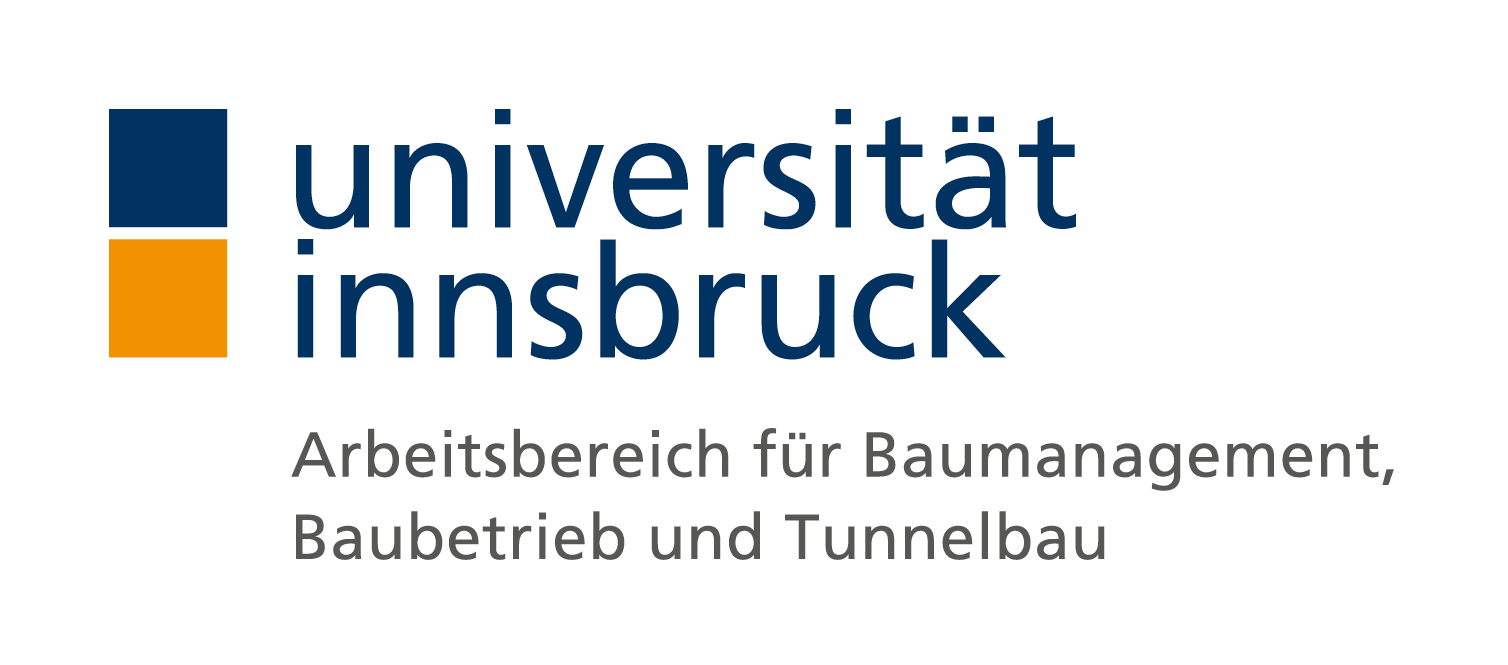 universität
innsbruck
Arbeitsbereich für Baumanagement,
Baubetrieb und Tunnelbau